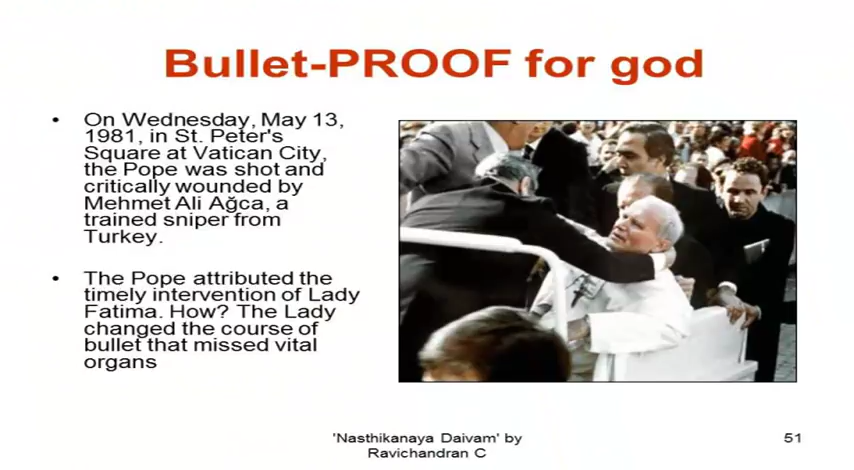 Bullet-PROOF for god
• On Wednesday, May 13,
1981, in St. Peter's
Square at Vatican City,
the Pope was shot and
critically wounded by
Mehmet Ali Ağca, a
trained sniper from
Turkey.
• The Pope attributed the
timely intervention of Lady
Fatima. How? The Lady
changed the course of
bullet that missed vital
organs
'Nasthikanaya Daivam' by
Ravichandran C
51